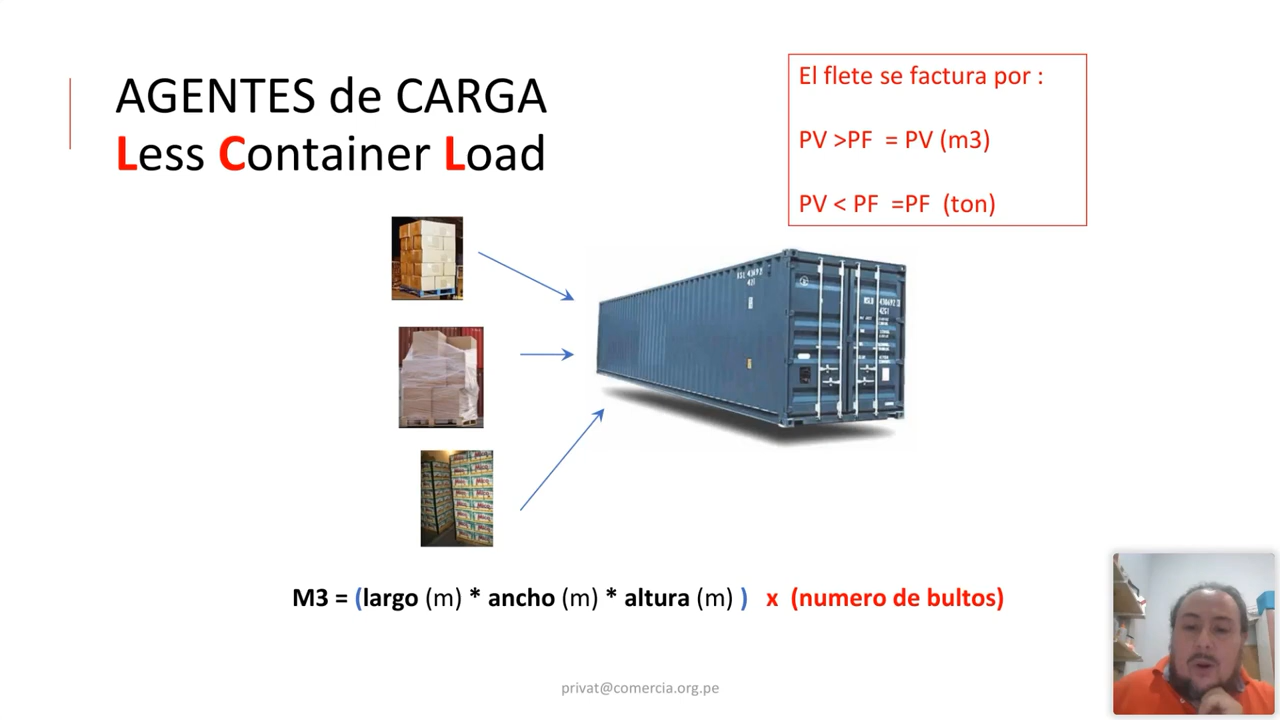 AGENTES de CARGA
Less Container Load
El flete se factura por :
PV >PF = PV (m3)
PV < PF =PF (ton)
M3 = (largo (m) * ancho (m) * altura (m) ) x (numero de bultos)
privat@comercia.org.pe